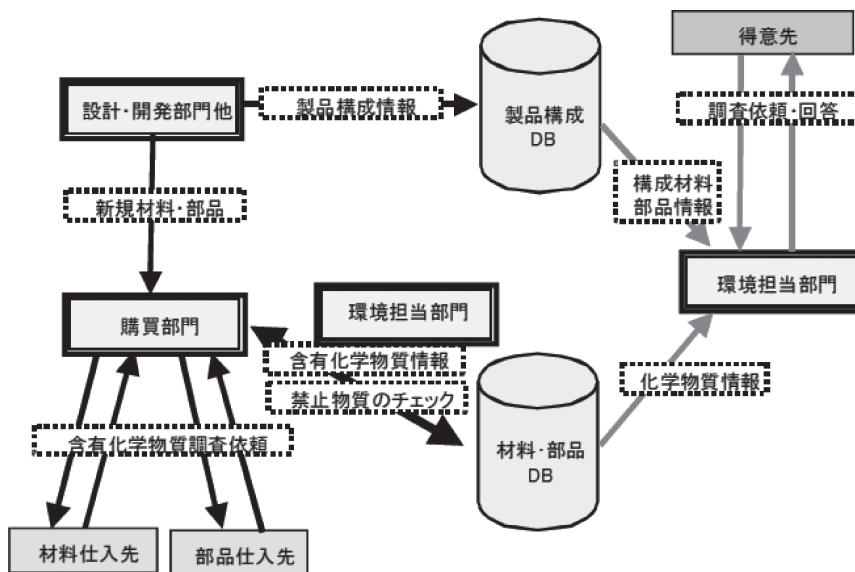 得意先
設計・開発部門他
製品構成情報
製品構成
DB
調査依頼・回答
構成材料
部品情報
新規材料・部品
環境担当部門
購買部門
環境担当部門
含有化学物質情報
禁止物質のチェック
化学物質情報
含有化学物質調査依頼
材料・部品
DB
材料仕入先
部品仕入先